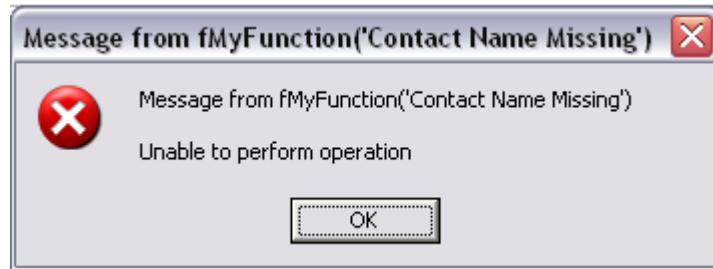 Message from fMyFunction('Contact Name Missing')
Message from fMyFunction('Contact Name Missing')
Unable to perform operation
OK